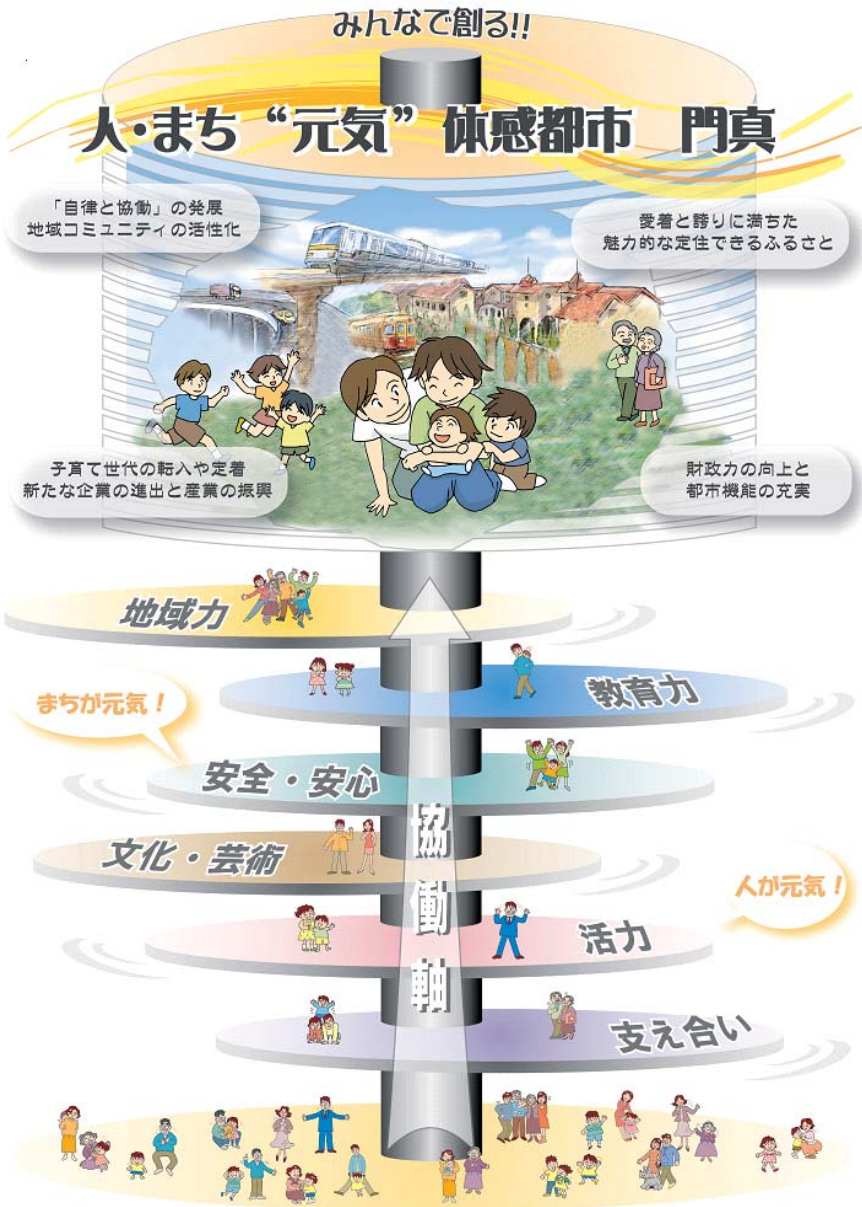 みんなで創る!!
人・まち “元気” 体感都市　門真
「自律と協働」の発展
地域コミュニティの活性化
愛着と誇りに満ちた
魅力的な定住できるふるさと
子育て世代の転入や定着
新たな企業の進出と産業の振興
財政力の向上と
都市機能の充実
地域力
教育力
まちが元気！
安全・安心
文化・芸術
人が元気！
活力
支え合い
協働軸